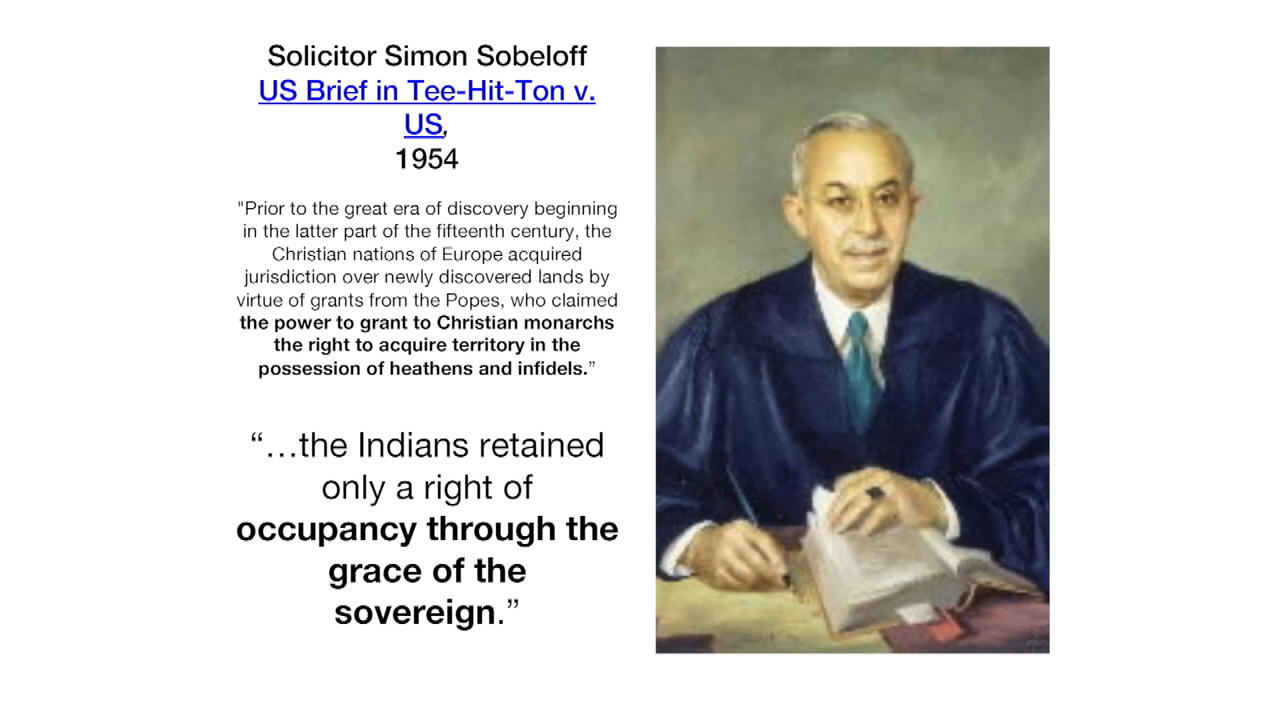 Solicitor Simon Sobeloff
US Brief in Tee-Hit-Ton v.
US,
1954
"Prior to the great era of discovery beginning
in the latter part of the fifteenth century, the
Christian nations of Europe acquired
jurisdiction over newly discovered lands by
virtue of grants from the Popes, who claimed
the power to grant to Christian monarchs
the right to acquire territory in the
possession of heathens and infidels.”
“…the Indians retained
only a right of
occupancy through the
grace of the
sovereign.”